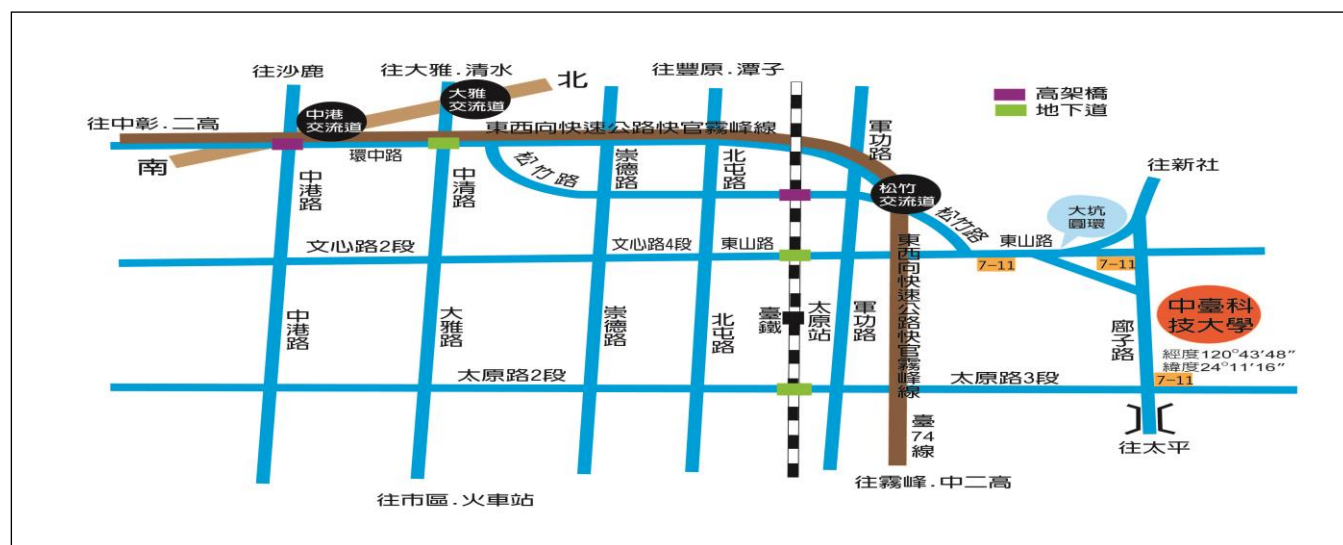 往沙鹿
往大雅.清水
北
往豐原.潭子
高架橋
地下道
大雅
交流道
中港
交流道
往中彰.二高
東西向快速公路快官霧峰線
軍功路
南
環中路
中港路
中清路
松竹路
崇德路
北屯路
松竹
交流道
往新社
大坑
圓環
松竹路
文心路2段
文心路4段
東山路
東山路
7-11
7-11
東西向快速公路快官霧峰線
中港路
大雅路
崇德路
北屯路
臺鐵
太原站
軍功路
廍子路
中臺科
技大學
經度120°43'48"
緯度24°11'16"
太原路2段
太原路3段
7-11
臺74線
往太平
往市區.火車站
往霧峰.中二高